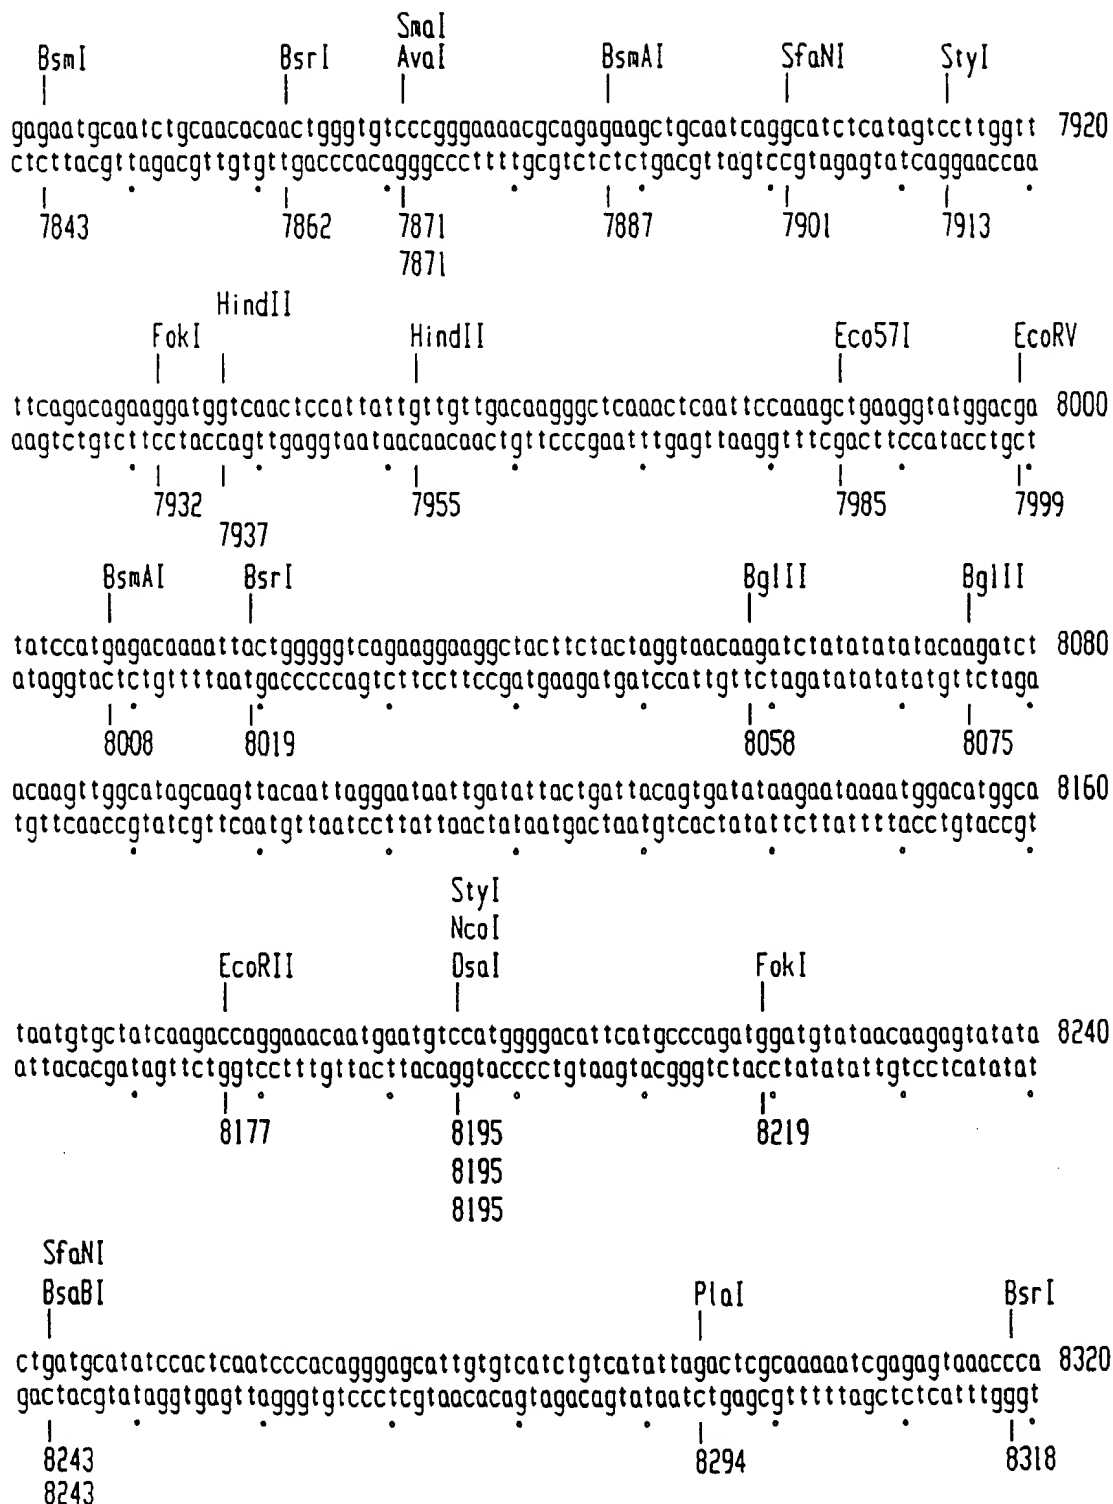 SmaI
BsmI BsrI AvaI BsmAI SfaNI StyI
gagaatgcaatctgcaacacaactgggtgtcccgggaaaacgcagagaagctgcaatcaggcatctcatagtccttggtt 7920
ctcttacgttagacgttgtgttgacccacagggcccttttgcgtctctctgacgttagtccgtagagtatcaggaaccaa
7843 7862 7871 7887 7901 7913
7871
HindII
FokI HindII Eco57I EcoRV
ttcagacagaaggatggtcaactccattattgttgttgacaagggctcaaactcaattccaaagctgaaggtatggacga 8000
aagtctgtcttcctaccagttgaggtaataacaacaactgttcccgaatttgagttaaggtttcgacttccatacctgct
7932 7955 7985 7999
7937
BsmAI BsrI BglII BglII
tatccatgagacaaaattactgggggtcagaaggaaggctacttctactaggtaacaagatctatatatatacaagatct 8080
ataggtactctgttttaatgacccccagtcttccttccgatgaagatgatccattgttctagatatatatatgttctaga
8008 8019 8058 8075
acaagttggcatagcaagttacaattaggaataattgatattactgattacagtgatataagaataaaatggacatggca 8160
tgttcaaccgtatcgttcaatgttaatccttattaactataatgactaatgtcactatattcttattttacctgtaccgt
StyI
NcoI
EcoRII DsaI FokI
taatgtgctatcaagaccaggaaacaatgaatgtccatggggacattcatgcccagatggatgtataacaagagtatata 8240
attacacgatagttctggtcctttgttacttacaggtacccctgtaagtacgggtctacctatatattgtcctcatatat
8177 8195 8219
8195
8195
SfaNI
BsaBI PlaI BsrI
ctgatgcatatccactcaatcccacagggagcattgtgtcatctgtcatattagactcgcaaaaatcgagagtaaaccca 8320
gactacgtataggtgagttagggtgtccctcgtaacacagtagacagtataatctgagcgtttttagctctcatttgggt
8243 8294 8318
8243